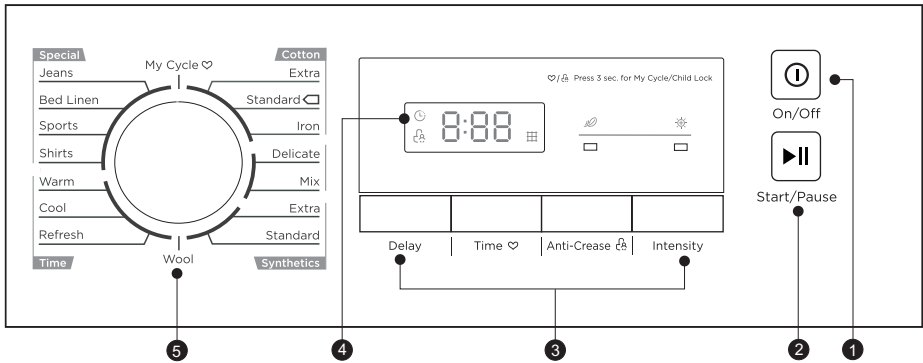 Special
Cotton
My Cycle ♡
Jeans
Extra
Bed Linen
Standard
Sports
Iron
Shirts
Delicate
Warm
Mix
Cool
Extra
Refresh
Standard
Time
Wool
Synthetics
♡/ Press 3 sec. for My Cycle/Child Lock
8:88
Delay
Time ♡
Anti-Crease
Intensity
On/Off
Start/Pause
5
4
3
2
1